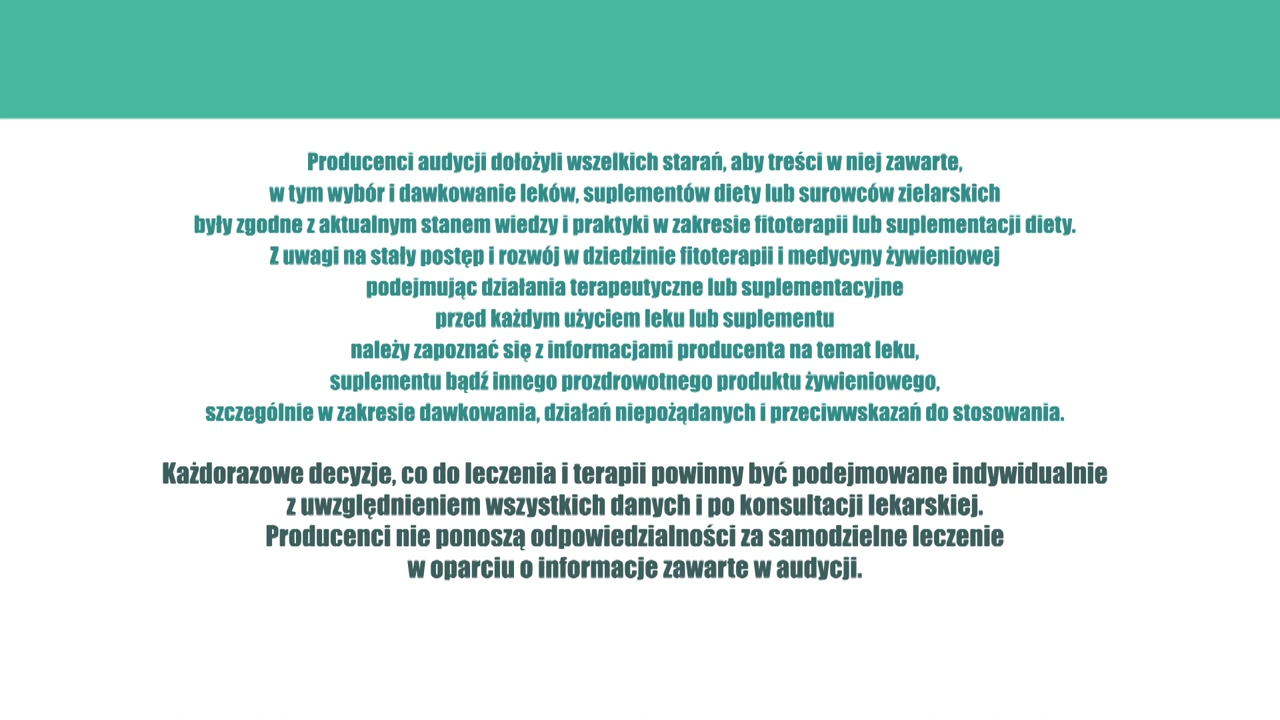 Producenci audycji dołożyli wszelkich starań, aby treści w niej zawarte,
w tym wybór i dawkowanie leków, suplementów diety lub surowców zielarskich
były zgodne z aktualnym stanem wiedzy i praktyki w zakresie fitoterapii lub suplementacji diety.
Z uwagi na stały postęp i rozwój w dziedzinie fitoterapii i medycyny żywieniowej
podejmując działania terapeutyczne lub suplementacyjne
przed każdym użyciem leku lub suplementu
należy zapoznać się z informacjami producenta na temat leku,
suplementu bądź innego prozdrowotnego produktu żywieniowego,
szczególnie w zakresie dawkowania, działań niepożądanych i przeciwwskazań do stosowania.
Każdorazowe decyzje, co do leczenia i terapii powinny być podejmowane indywidualnie
z uwzględnieniem wszystkich danych i po konsultacji lekarskiej.
Producenci nie ponoszą odpowiedzialności za samodzielne leczenie
w oparciu o informacje zawarte w audycji.